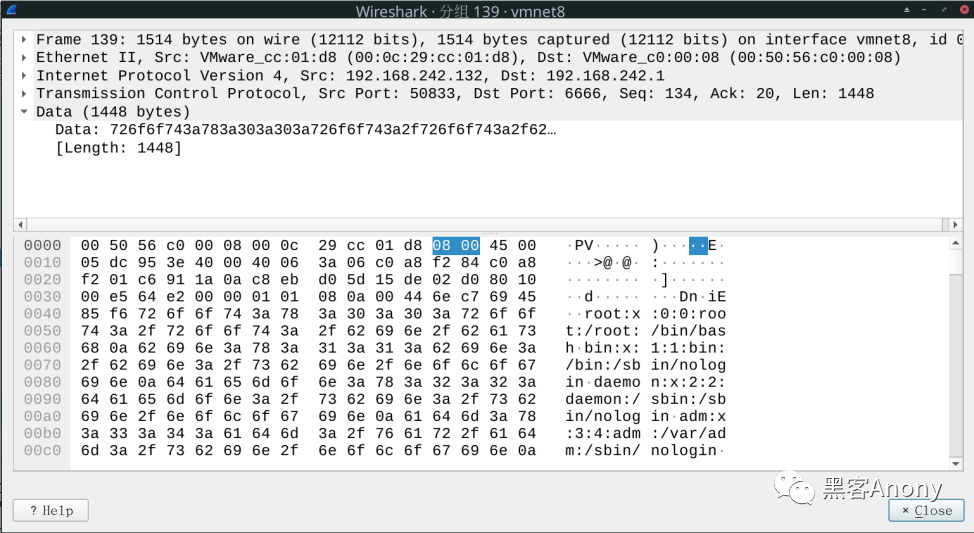 Wireshark · 分组 139 · vmnet8
Frame 139: 1514 bytes on wire (12112 bits), 1514 bytes captured (12112 bits) on interface vmnet8, id 0
Ethernet II, Src: VMware_cc:01:d8 (00:0c:29:cc:01:d8), Dst: VMware_c0:00:08 (00:50:56:c0:00:08)
Internet Protocol Version 4, Src: 192.168.242.132, Dst: 192.168.242.1
Transmission Control Protocol, Src Port: 50833, Dst Port: 6666, Seq: 134, Ack: 20, Len: 1448
Data (1448 bytes)
Data: 726f6f743a783a303a303a726f6f743a2f726f6f743a2f62…
[Length: 1448]
0000 00 50 56 c0 00 08 00 0c 29 cc 01 d8 08 00 45 00 ·PV·····)·····E·
0010 05 dc 95 3e 40 00 40 06 3a 06 c0 a8 f2 84 c0 a8 ···>@·@·:·······
0020 f2 01 c6 91 1a 0a c8 eb d0 5d 15 de 02 d0 80 10 ·········]······
0030 00 e5 64 e2 00 00 01 01 08 0a 00 44 6e c7 69 45 ··d········Dn·iE
0040 85 f6 72 6f 6f 74 3a 78 3a 30 3a 30 3a 72 6f 6f ··root:x:0:0:roo
0050 74 3a 2f 72 6f 6f 74 3a 2f 62 69 6e 2f 62 61 73 t:/root:/bin/bas
0060 68 0a 62 69 6e 3a 78 3a 31 3a 31 3a 62 69 6e 3a h·bin:x:1:1:bin:
0070 2f 62 69 6e 3a 2f 73 62 69 6e 2f 6e 6f 6c 6f 67 /bin:/sbin/nolog
0080 69 6e 0a 64 61 65 6d 6f 6e 3a 78 3a 32 3a 32 3a in·daemon:x:2:2:
0090 64 61 65 6d 6f 6e 3a 2f 73 62 69 6e 3a 2f 73 62 daemon:/sbin:/sb
00a0 69 6e 2f 6e 6f 6c 6f 67 69 6e 0a 61 64 6d 3a 78 in/nologin·adm:x
00b0 3a 33 3a 34 3a 61 64 6d 3a 2f 76 61 72 2f 61 64 :3:4:adm:/var/ad
00c0 6d 3a 2f 73 62 69 6e 2f 6e 6f 6c 6f 67 69 6e 0a m:/sbin/nologin·
黑客Anony
? Help
× Close